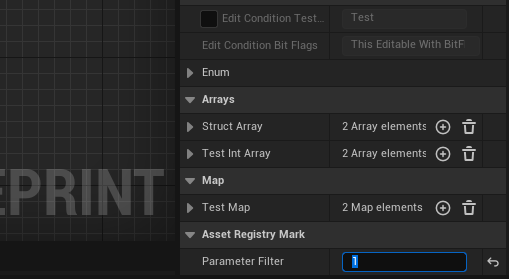 Edit Condition Test...
Test
Edit Condition Bit Flags
This Editable With BitF
Enum
Arrays
Struct Array
2 Array elements
Test Int Array
2 Array elements
Map
Test Map
2 Map elements
Asset Registry Mark
Parameter Filter
1
EPRINT